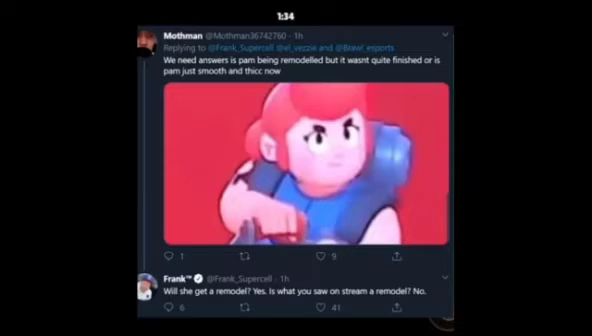 1:34
Mothman @Mothman36742760 · 1h
Replying to @Frank_Supercell @el_vezzie and @Brawl_esports
We need answers is pam being remodelled but it wasnt quite finished or is
pam just smooth and thicc now
1 9
Frank™ @Frank_Supercell · 1h
Will she get a remodel? Yes. Is what you saw on stream a remodel? No.
6 41